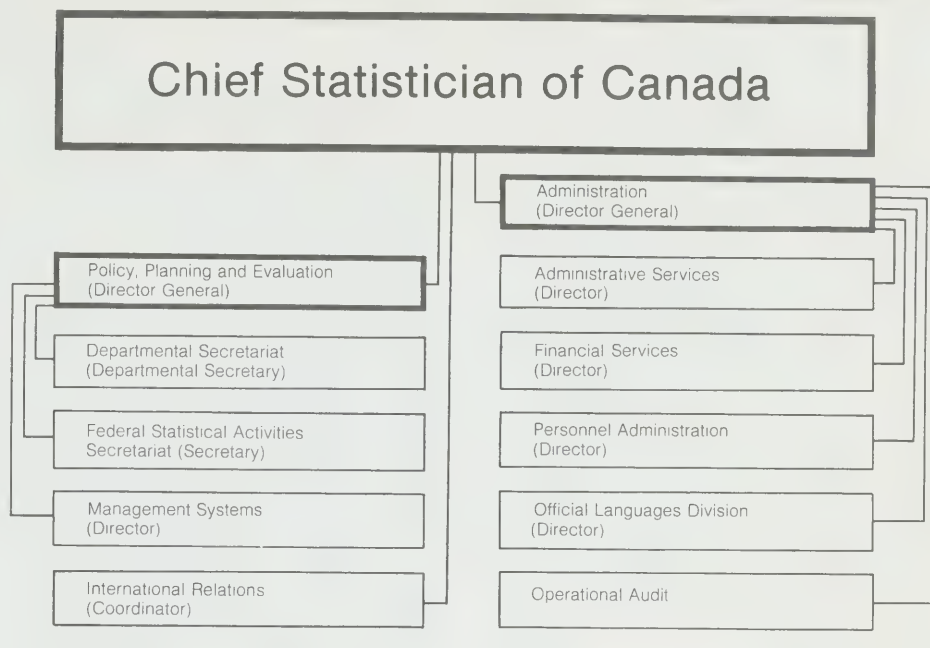 Chief Statistician of Canada
Policy, Planning and Evaluation
(Director General)
Departmental Secretariat
(Departmental Secretary)
Federal Statistical Activities
Secretariat (Secretary)
Management Systems
(Director)
International Relations
(Coordinator)
Administration
(Director General)
Administrative Services
(Director)
Financial Services
(Director)
Personnel Administration
(Director)
Official Languages Division
(Director)
Operational Audit